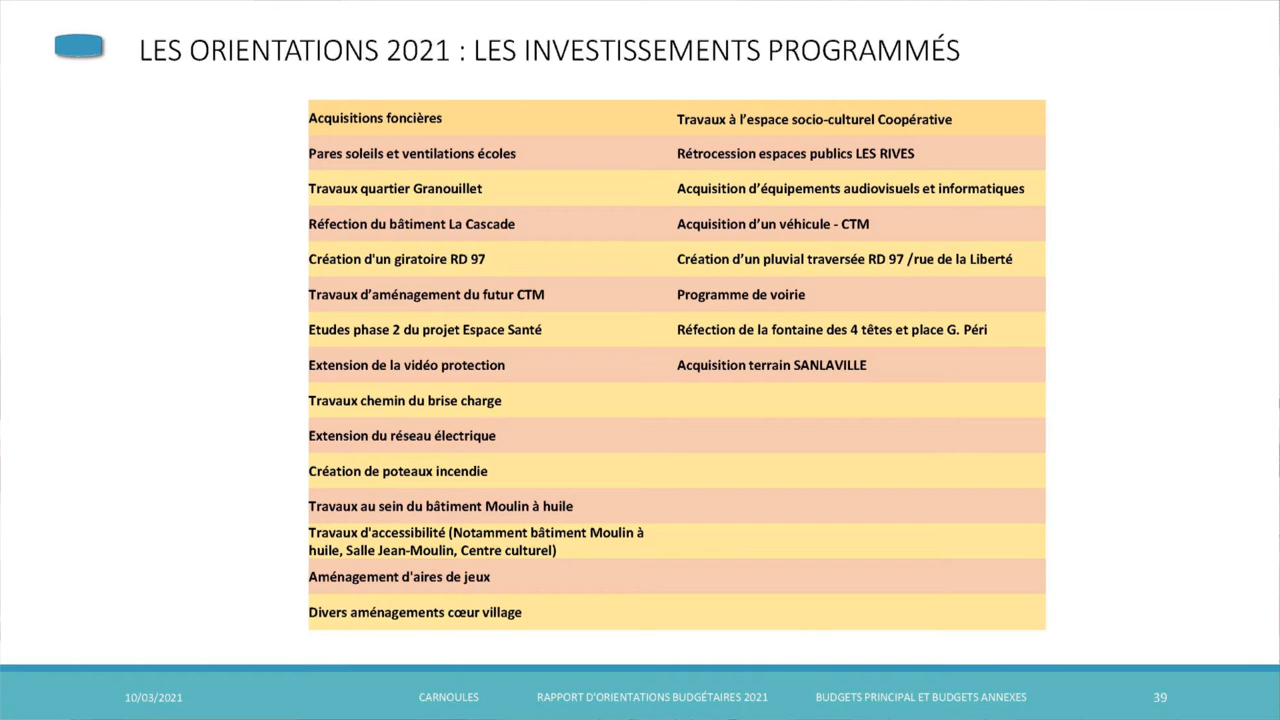 LES ORIENTATIONS 2021 : LES INVESTISSEMENTS PROGRAMMÉS
Acquisitions foncières
Travaux à l’espace socio-culturel Coopérative
Pares soleils et ventilations écoles
Rétrocession espaces publics LES RIVES
Travaux quartier Granouillet
Acquisition d’équipements audiovisuels et informatiques
Réfection du bâtiment La Cascade
Acquisition d’un véhicule - CTM
Création d'un giratoire RD 97
Création d’un pluvial traversée RD 97 /rue de la Liberté
Travaux d’aménagement du futur CTM
Programme de voirie
Etudes phase 2 du projet Espace Santé
Réfection de la fontaine des 4 têtes et place G. Péri
Extension de la vidéo protection
Acquisition terrain SANLAVILLE
Travaux chemin du brise charge
Extension du réseau électrique
Création de poteaux incendie
Travaux au sein du bâtiment Moulin à huile
Travaux d'accessibilité (Notamment bâtiment Moulin à
huile, Salle Jean-Moulin, Centre culturel)
Aménagement d'aires de jeux
Divers aménagements cœur village
10/03/2021 CARNOULES RAPPORT D'ORIENTATIONS BUDGÉTAIRES 2021 BUDGETS PRINCIPAL ET BUDGETS ANNEXES 39